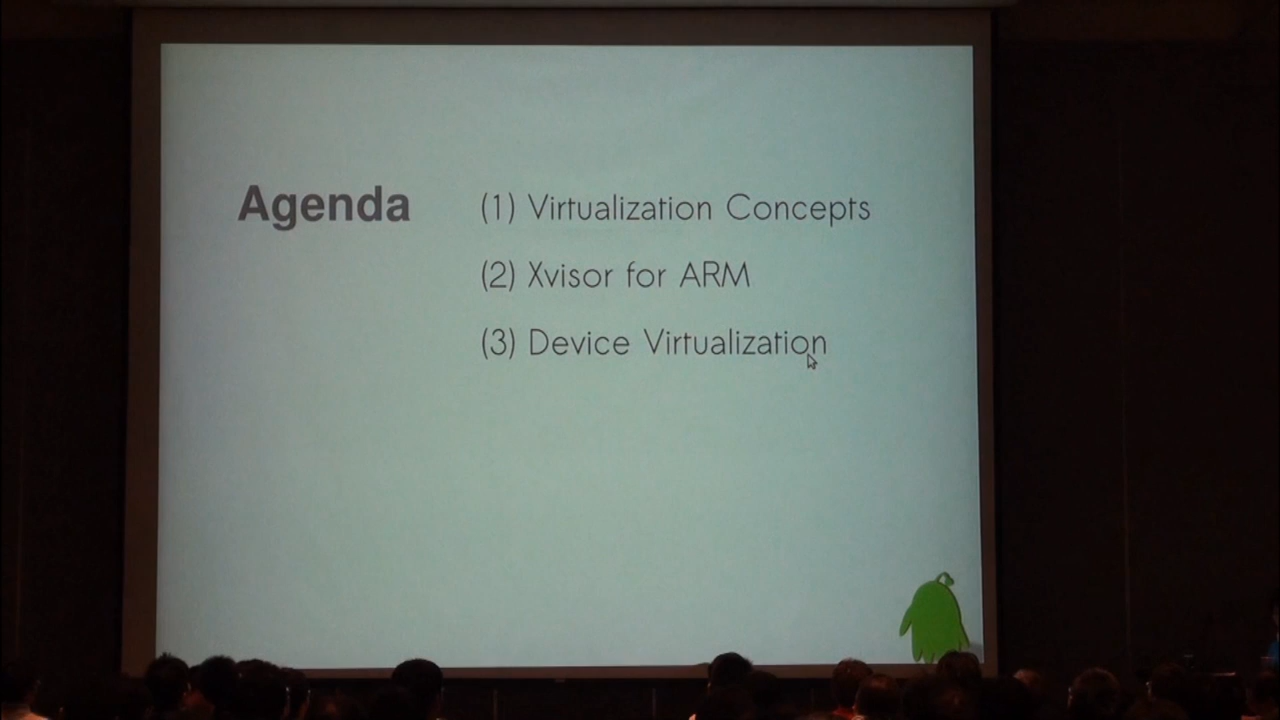 Agenda
(1) Virtualization Concepts
(2) Xvisor for ARM
(3) Device Virtualization